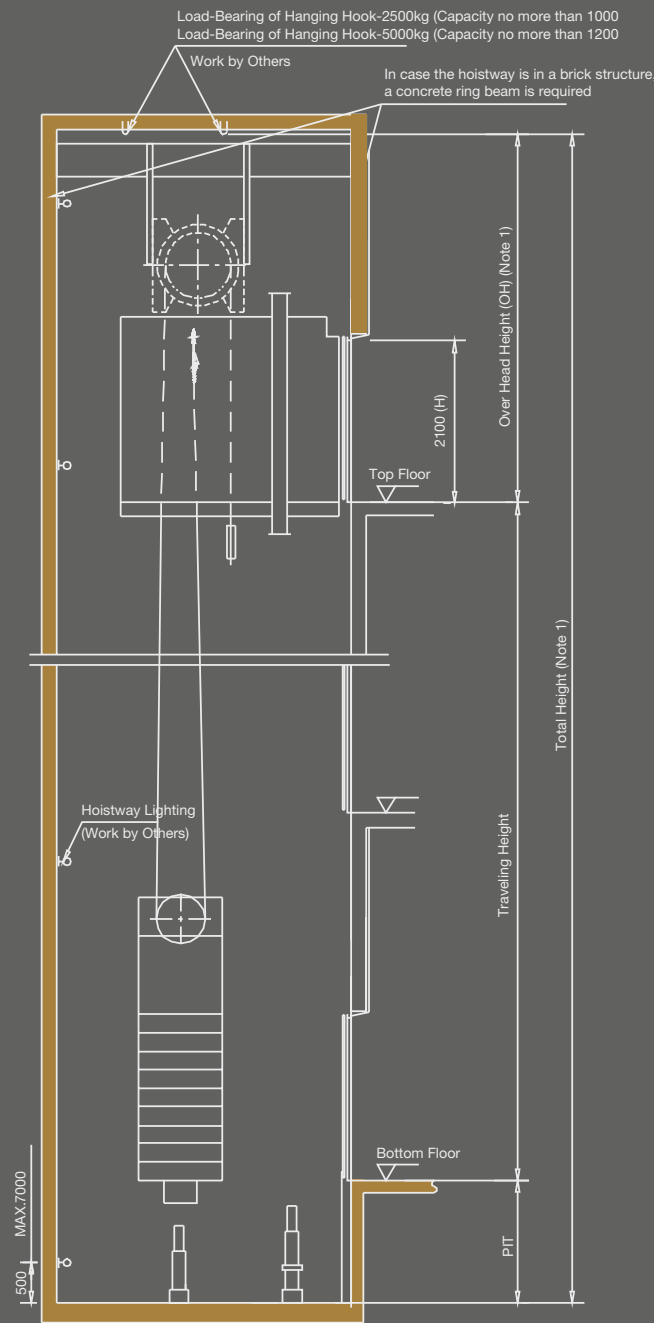 Load-Bearing of Hanging Hook-2500kg (Capacity no more than 1000
Load-Bearing of Hanging Hook-5000kg (Capacity no more than 1200
Work by Others
In case the hoistway is in a brick structure,
a concrete ring beam is required
Over Head Height (OH) (Note 1)
2100 (H)
Top Floor
Total Height (Note 1)
Hoistway Lighting
(Work by Others)
Traveling Height
Bottom Floor
MAX.7000
500
PIT